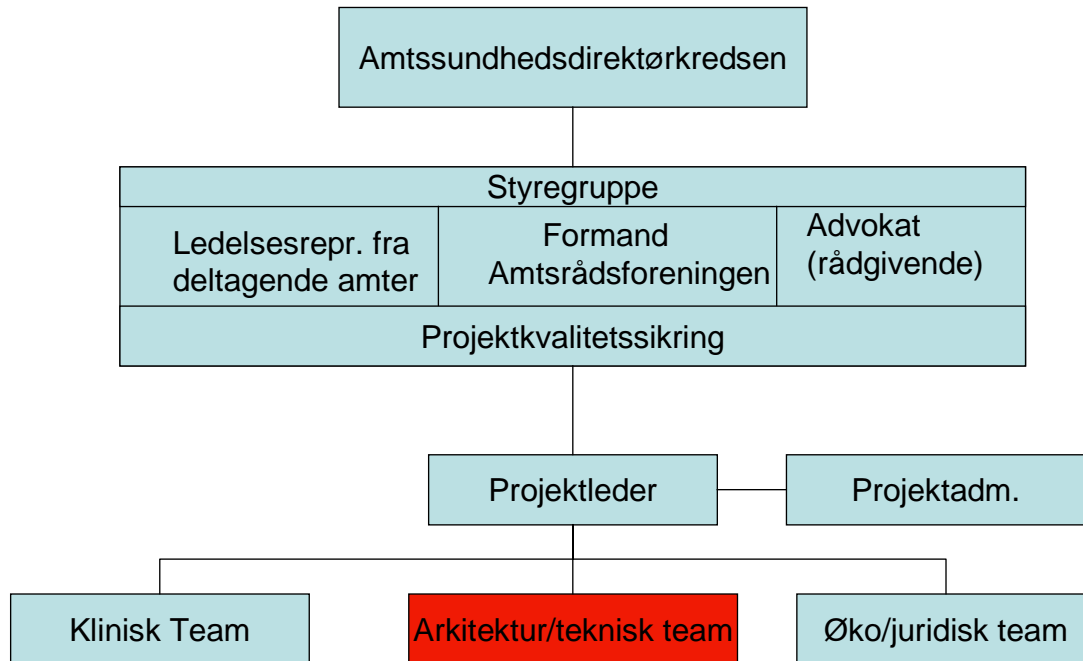 Amtssundhedsdirektørkredsen
Styregruppe
Ledelsesrepr. fra
deltagende amter
Formand
Amtsrådsforeningen
Advokat
(rådgivende)
Projektkvalitetssikring
Projektleder
Projektadm.
Klinisk Team
Arkitektur/teknisk team
Øko/juridisk team